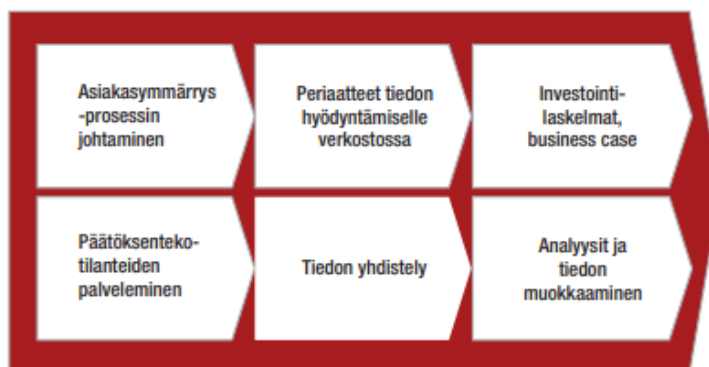 Asiakasymmärrys
-prosessin
johtaminen
Periaatteet tiedon
hyödyntämiselle
verkostossa
Investointi-
laskelmat,
business case
Päätöksenteko-
tilanteiden
palveleminen
Tiedon yhdistely
Analyysit ja
tiedon
muokkaaminen